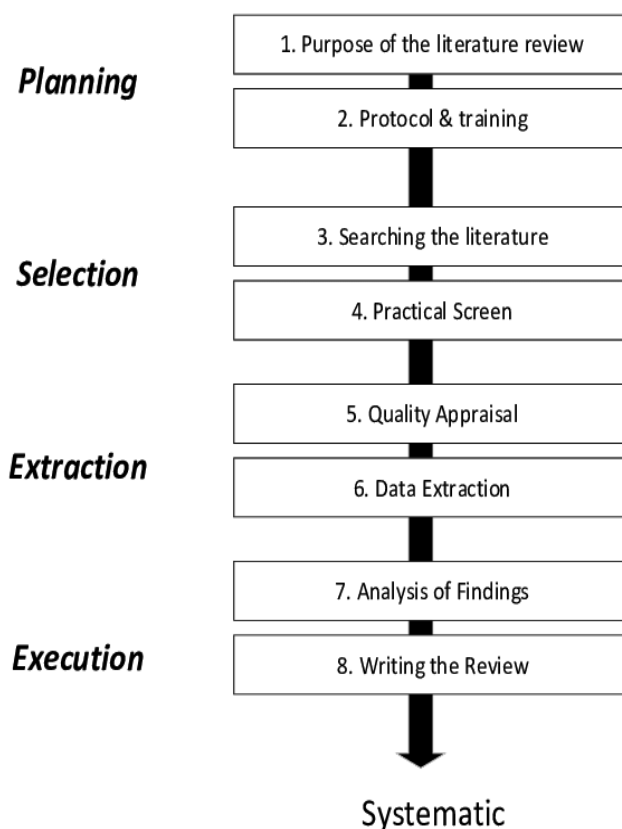 Planning
1. Purpose of the literature review
2. Protocol & training
Selection
3. Searching the literature
4. Practical Screen
Extraction
5. Quality Appraisal
6. Data Extraction
Execution
7. Analysis of Findings
8. Writing the Review
Systematic